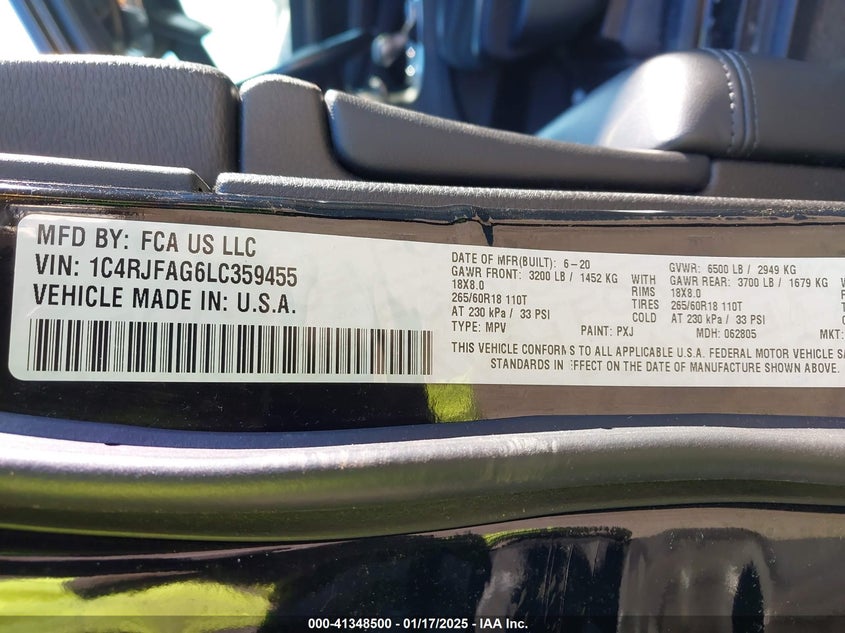 MFD BY: FCA US LLC
VIN: 1C4RJFAG6LC359455
VEHICLE MADE IN: U.S.A.
DATE OF MFR(BUILT): 6-20 GVWR: 6500 LB / 2949 KG
GAWR FRONT: 3200 LB / 1452 KG WITH GAWR REAR: 3700 LB / 1679 KG
18X8.0 RIMS 18X8.0
265/60R18 110T TIRES 265/60R18 110T
AT 230 kPa / 33 PSI COLD AT 230 kPa / 33 PSI
TYPE: MPV PAINT: PXJ MDH: 062805 MKT:
THIS VEHICLE CONFORMS TO ALL APPLICABLE U.S.A. FEDERAL MOTOR VEHICLE
STANDARDS IN EFFECT ON THE DATE OF MANUFACTURE SHOWN ABOVE.
000-41348500 - 01/17/2025 - IAA Inc.